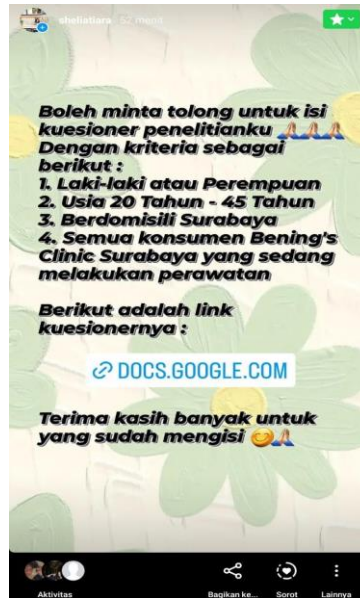 sheliatiara 52 menit
Boleh minta tolong untuk isi
kuesioner penelitianku 🙏🙏🙏
Dengan kriteria sebagai
berikut :
1. Laki-laki atau Perempuan
2. Usia 20 Tahun - 45 Tahun
3. Berdomisili Surabaya
4. Semua konsumen Bening's
Clinic Surabaya yang sedang
melakukan perawatan
Berikut adalah link
kuesionernya :
DOCS.GOOGLE.COM
Terima kasih banyak untuk
yang sudah mengisi 😊🙏
Aktivitas Bagikan ke... Sorot Lainnya